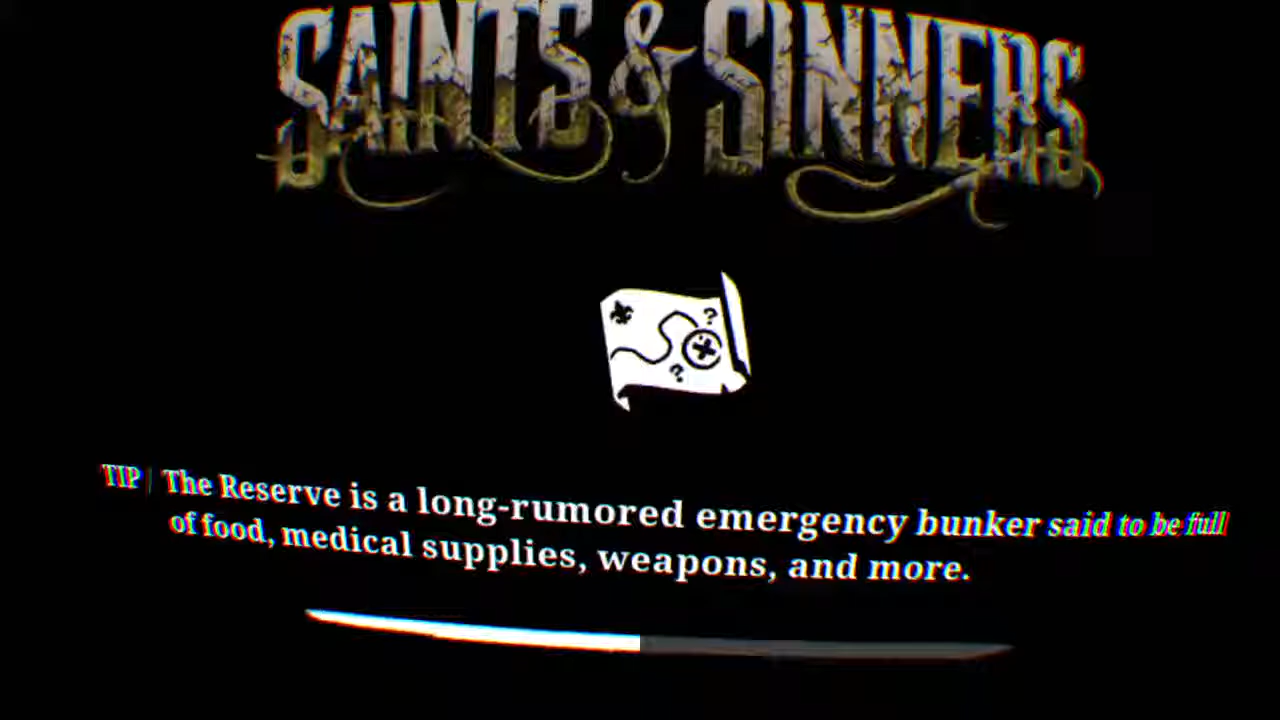 SAINTS & SINNERS
? ?
TIP | The Reserve is a long-rumored emergency bunker said to be full
of food, medical supplies, weapons, and more.